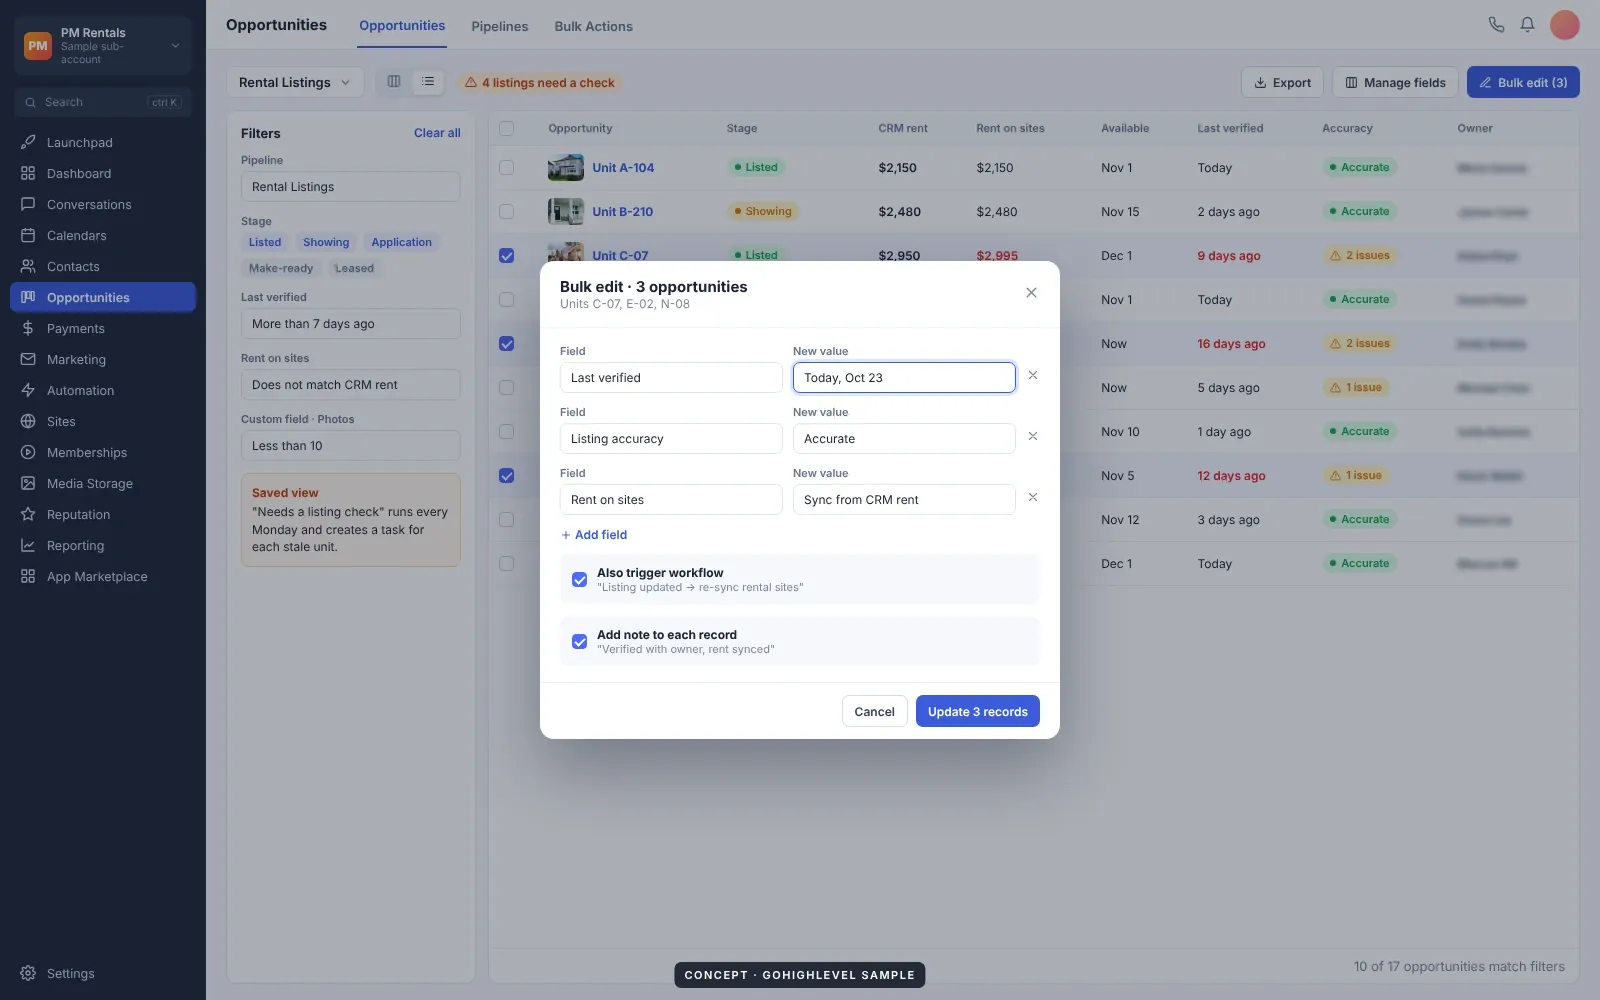 PM
PM Rentals
Sample sub-
account
Search
ctrl K
Launchpad
Dashboard
Conversations
Calendars
Contacts
Opportunities
Payments
Marketing
Automation
Sites
Memberships
Media Storage
Reputation
Reporting
App Marketplace
Settings
Opportunities
Opportunities
Pipelines
Bulk Actions
Rental Listings
4 listings need a check
Export
Manage fields
Bulk edit (3)
Filters
Clear all
Pipeline
Rental Listings
Stage
Listed Showing Application
Make-ready Leased
Last verified
More than 7 days ago
Rent on sites
Does not match CRM rent
Custom field · Photos
Less than 10
Saved view
"Needs a listing check" runs every
Monday and creates a task for
each stale unit.
Opportunity Stage CRM rent Rent on sites Available Last verified Accuracy Owner
Unit A-104 Listed $2,150 $2,150 Nov 1 Today Accurate
Unit B-210 Showing $2,480 $2,480 Nov 15 2 days ago Accurate
Unit C-07 Listed $2,950 $2,995 Dec 1 9 days ago 2 issues
Nov 1 Today Accurate
Now 16 days ago 2 issues
Now 5 days ago 1 issue
Nov 10 1 day ago Accurate
Nov 5 12 days ago 1 issue
Nov 12 3 days ago Accurate
Dec 1 Today Accurate
Bulk edit · 3 opportunities
Units C-07, E-02, N-08
Field New value
Last verified Today, Oct 23
Field New value
Listing accuracy Accurate
Field New value
Rent on sites Sync from CRM rent
+ Add field
Also trigger workflow
"Listing updated → re-sync rental sites"
Add note to each record
"Verified with owner, rent synced"
Cancel
Update 3 records
10 of 17 opportunities match filters
CONCEPT · GOHIGHLEVEL SAMPLE